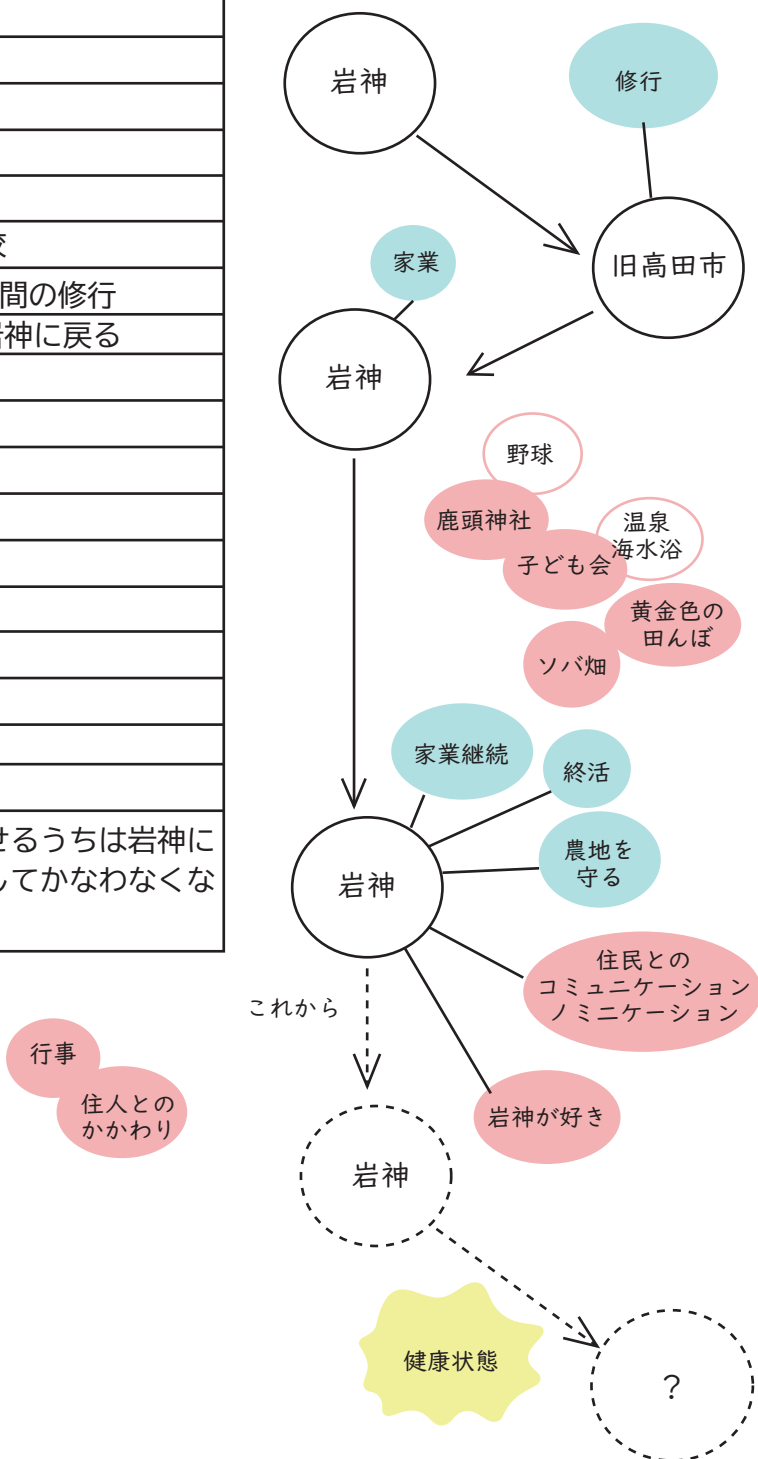 校
間の修行
岩神に戻る
せるうちは岩神に
してかなわなくな
岩神
修行
旧高田市
家業
岩神
野球
鹿頭神社
温泉
海水浴
子ども会
黄金色の
田んぼ
ソバ畑
家業継続
終活
農地を
守る
岩神
住民との
コミュニケーション
ノミニケーション
これから
行事
住人との
かかわり
岩神が好き
岩神
健康状態
?